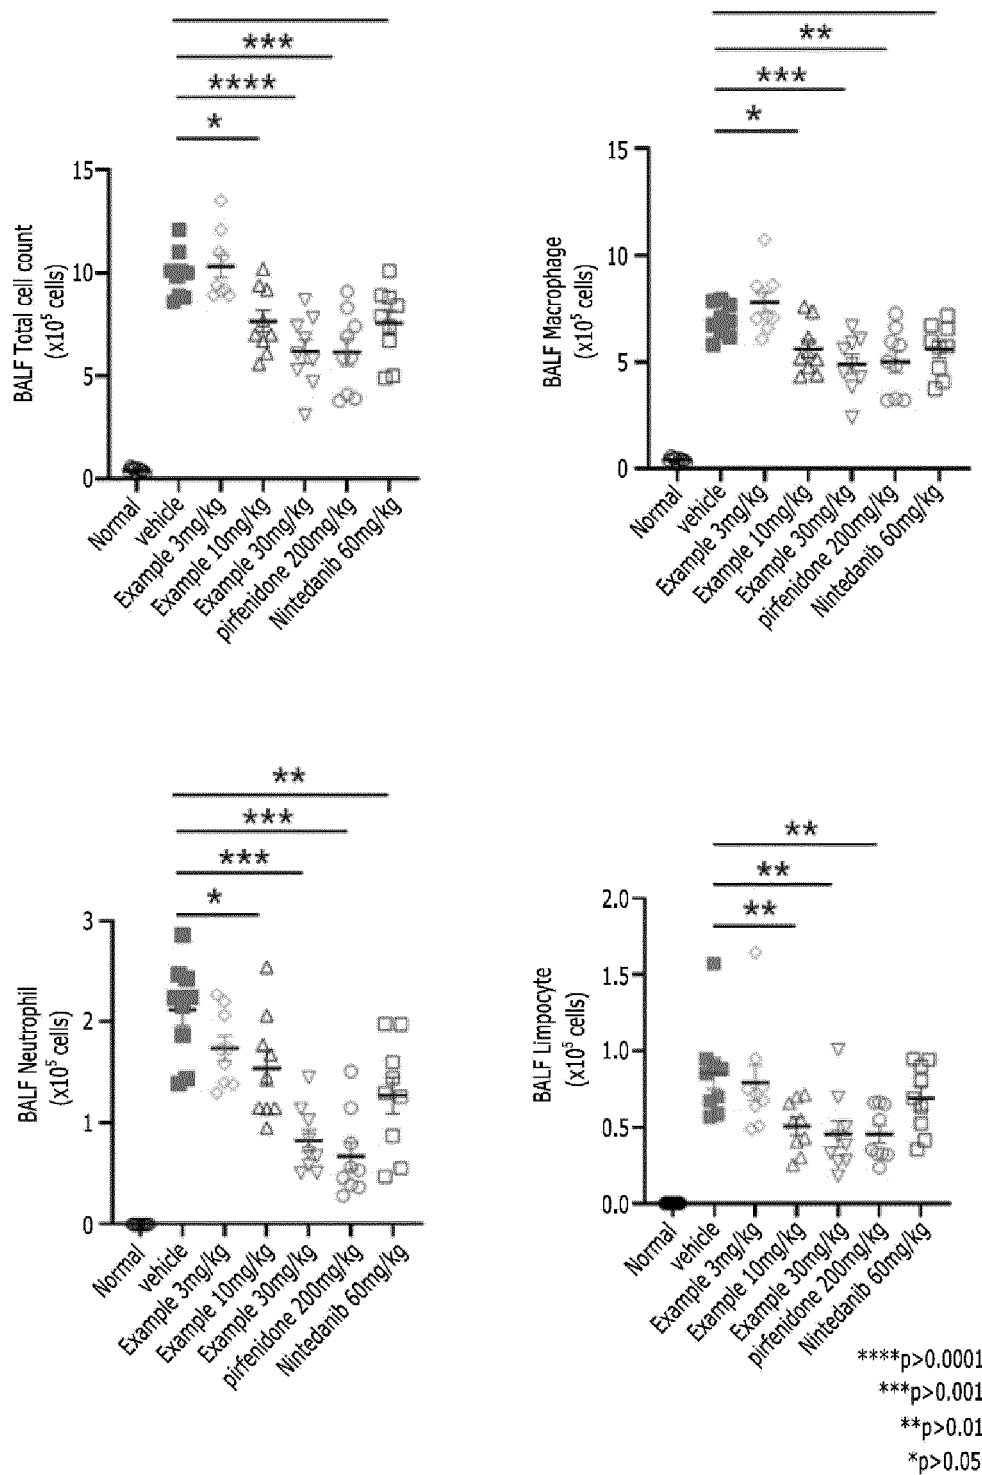 ***
****
*
15
10
5
0
BALF Total cell count
(x10⁵ cells)
Normal
vehicle
Example 3mg/kg
Example 10mg/kg
Example 30mg/kg
pirfenidone 200mg/kg
Nintedanib 60mg/kg
**
***
*
15
10
5
0
BALF Macrophage
(x10⁵ cells)
Normal
vehicle
Example 3mg/kg
Example 10mg/kg
Example 30mg/kg
pirfenidone 200mg/kg
Nintedanib 60mg/kg
**
***
***
*
3
2
1
0
BALF Neutrophil
(x10⁵ cells)
Normal
vehicle
Example 3mg/kg
Example 10mg/kg
Example 30mg/kg
pirfenidone 200mg/kg
Nintedanib 60mg/kg
**
**
**
2.0
1.5
1.0
0.5
0.0
BALF Limpocyte
(x10⁵ cells)
Normal
vehicle
Example 3mg/kg
Example 10mg/kg
Example 30mg/kg
pirfenidone 200mg/kg
Nintedanib 60mg/kg
****p>0.0001
***p>0.001
**p>0.01
*p>0.05